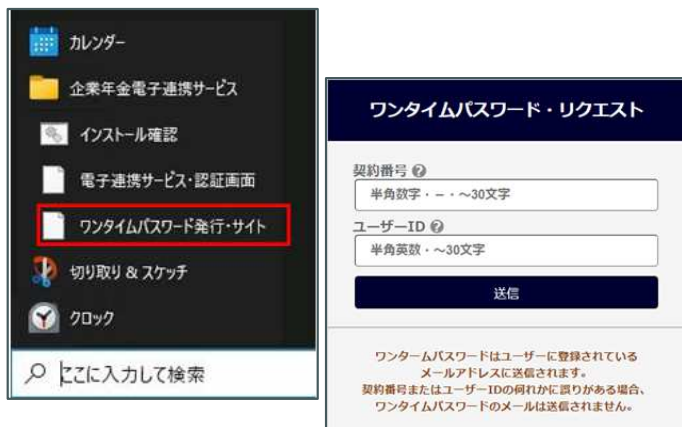 カレンダー
企業年金電子連携サービス
インストール確認
電子連携サービス・認証画面
ワンタイムパスワード発行・サイト
切り取り & スケッチ
クロック
ここに入力して検索
ワンタイムパスワード・リクエスト
契約番号
半角数字・－・～30文字
ユーザーID
半角英数・～30文字
送信
ワンタームパスワードはユーザーに登録されている
メールアドレスに送信されます。
契約番号またはユーザーIDの何れかに誤りがある場合、
ワンタイムパスワードのメールは送信されません。